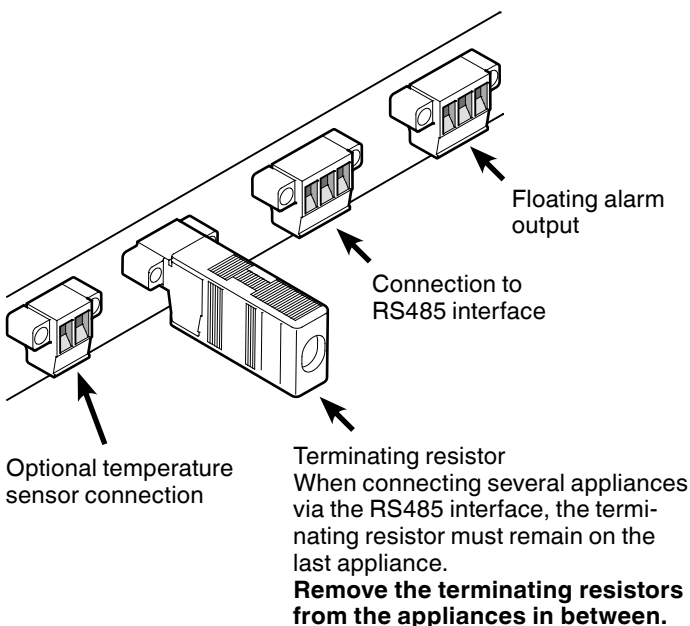 Floating alarm
output
Connection to
RS485 interface
Optional temperature
sensor connection
Terminating resistor
When connecting several appliances
via the RS485 interface, the termi-
nating resistor must remain on the
last appliance.
Remove the terminating resistors
from the appliances in between.